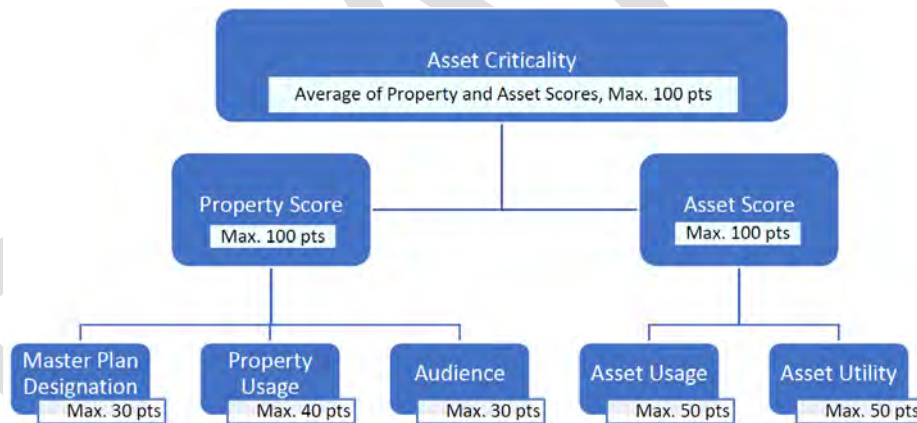 Asset Criticality
Average of Property and Asset Scores, Max. 100 pts
Property Score
Max. 100 pts
Asset Score
Max. 100 pts
Master Plan
Designation
Max. 30 pts
Property
Usage
Max. 40 pts
Audience
Max. 30 pts
Asset Usage
Max. 50 pts
Asset Utility
Max. 50 pts